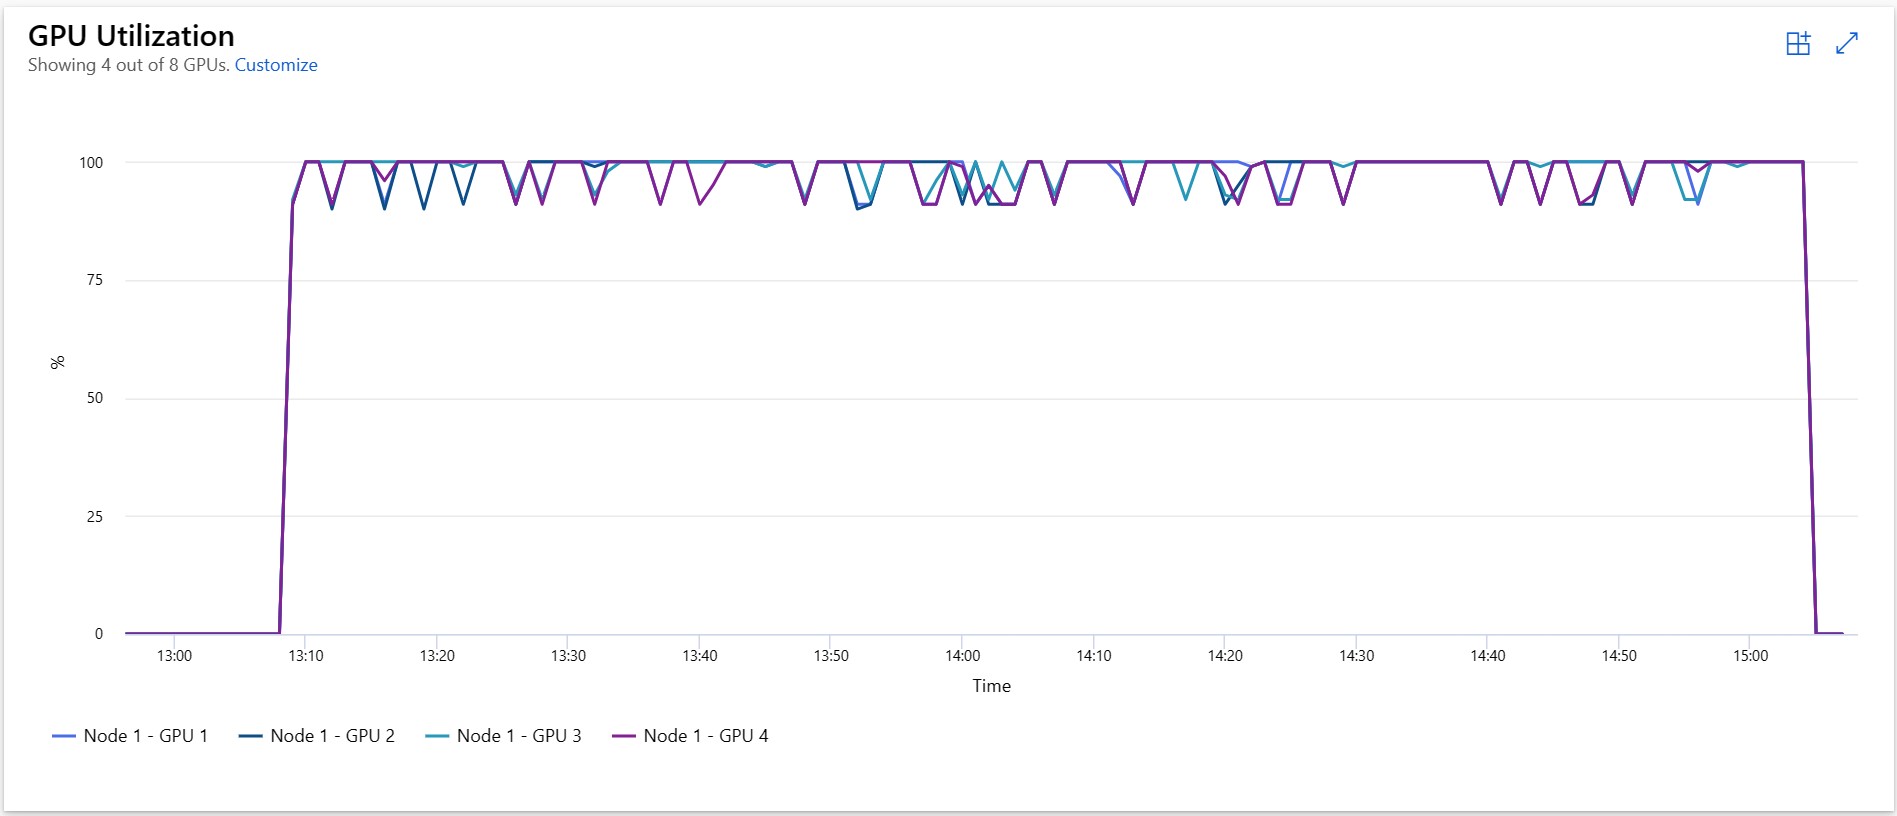 GPU Utilization
Showing 4 out of 8 GPUs. Customize
100
75
50
25
0
%
13:00 13:10 13:20 13:30 13:40 13:50 14:00 14:10 14:20 14:30 14:40 14:50 15:00
Time
Node 1 - GPU 1 Node 1 - GPU 2 Node 1 - GPU 3 Node 1 - GPU 4